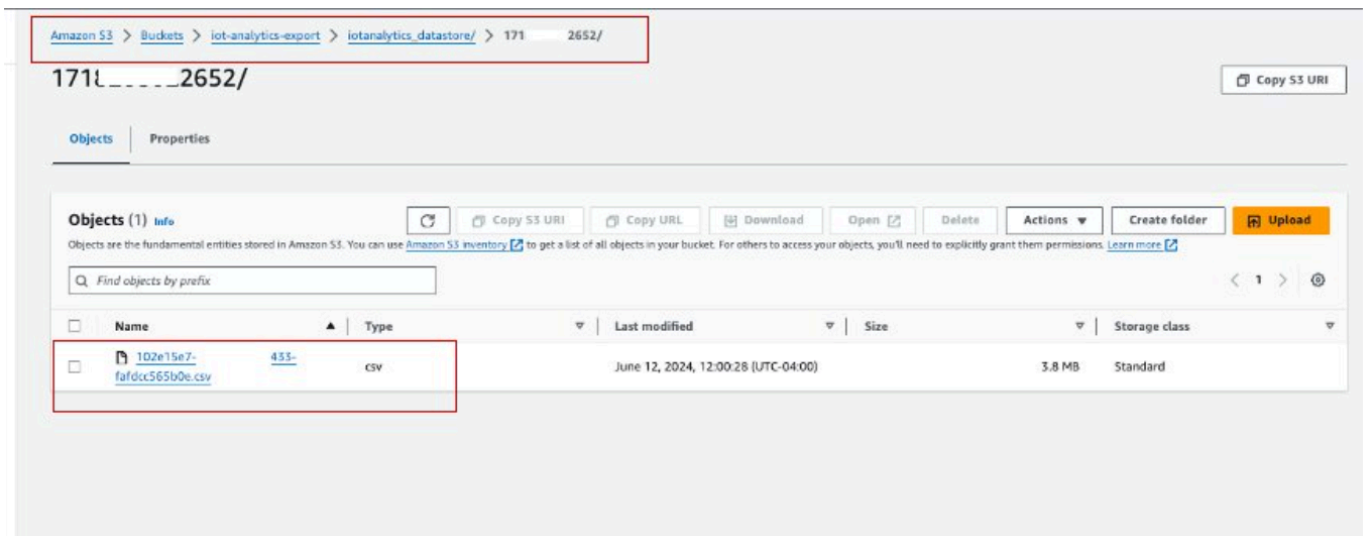 Amazon S3 > Buckets > iot-analytics-export > iotanalytics_datastore/ > 171 2652/
171 2652/
Copy S3 URI
Objects Properties
Objects (1) Info Copy S3 URI Copy URL Download Open Delete Actions Create folder Upload
Objects are the fundamental entities stored in Amazon S3. You can use Amazon S3 inventory to get a list of all objects in your bucket. For others to access your objects, you'll need to explicitly grant them permissions. Learn more
Find objects by prefix
< 1 >
Name Type Last modified Size Storage class
102e15e7- 433-
fafdcc565b0e.csv
csv June 12, 2024, 12:00:28 (UTC-04:00) 3.8 MB Standard